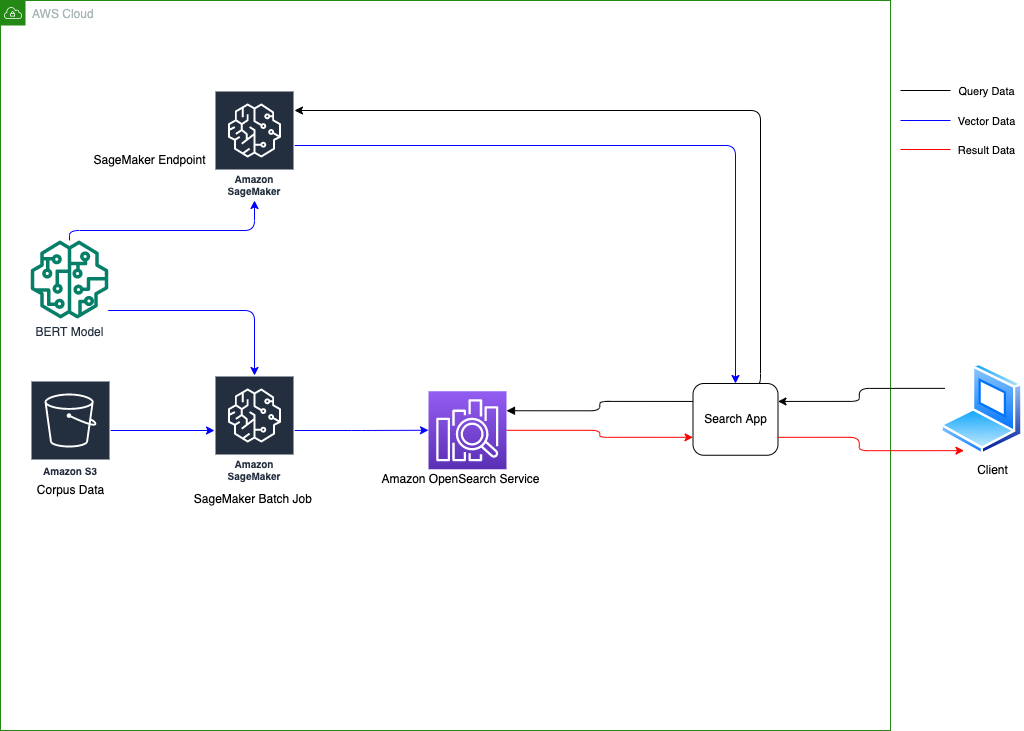 AWS Cloud
Query Data
Vector Data
Result Data
SageMaker Endpoint
Amazon
SageMaker
BERT Model
Amazon S3
Corpus Data
Amazon
SageMaker
SageMaker Batch Job
Amazon OpenSearch Service
Search App
Client